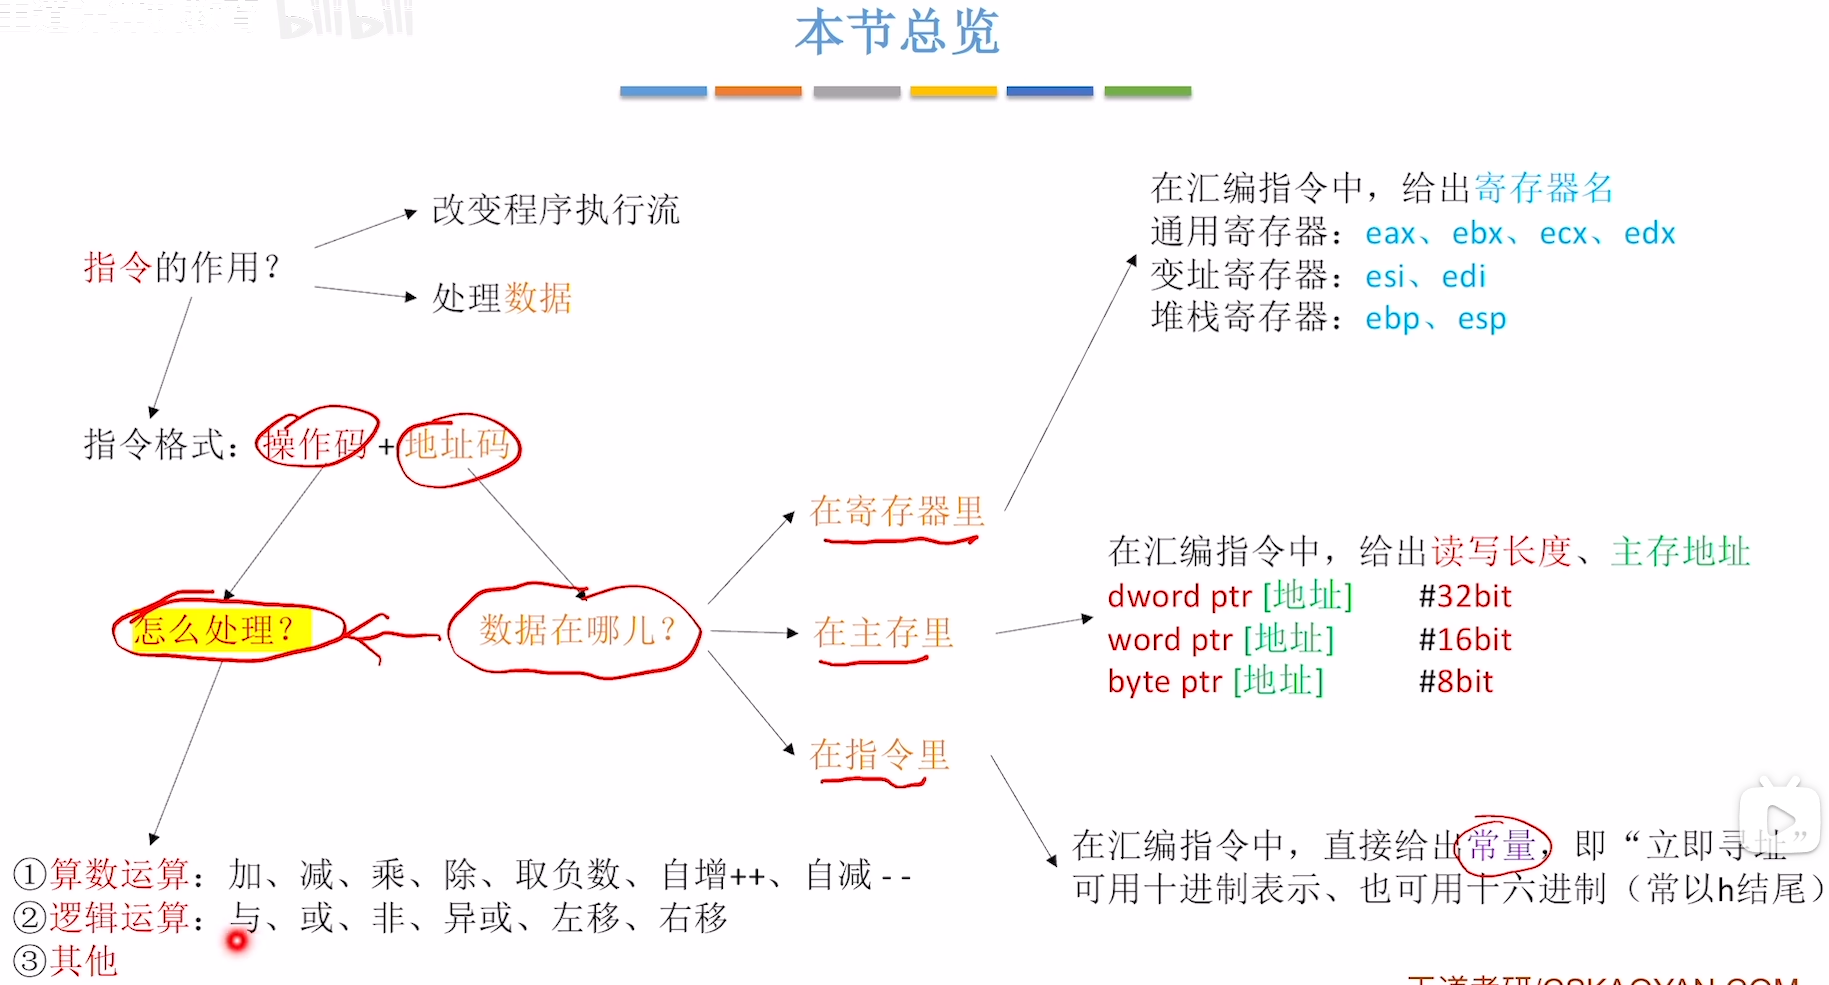 bilibili
本节总览
改变程序执行流
指令的作用?
处理数据
指令格式：操作码+地址码
怎么处理?
数据在哪儿?
在寄存器里
在主存里
在指令里
在汇编指令中，给出寄存器名
通用寄存器：eax、ebx、ecx、edx
变址寄存器：esi、edi
堆栈寄存器：ebp、esp
在汇编指令中，给出读写长度、主存地址
dword ptr [地址] #32bit
word ptr [地址] #16bit
byte ptr [地址] #8bit
在汇编指令中，直接给出常量，即“立即寻址”
可用十进制表示、也可用十六进制（常以h结尾）
①算数运算：加、减、乘、除、取负数、自增++、自减--
②逻辑运算：与、或、非、异或、左移、右移
③其他
王道考研/CSKAOYAN.COM